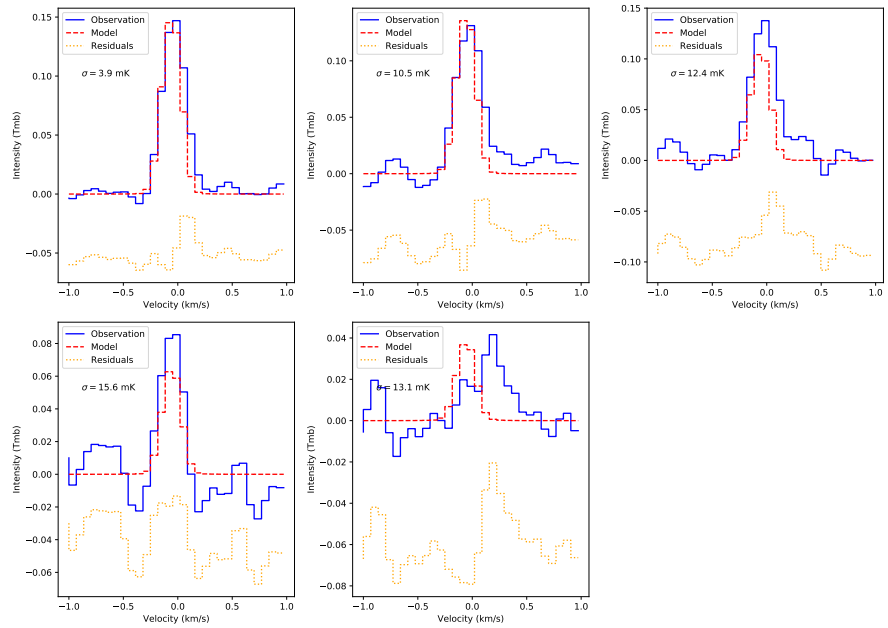 Observation
Model
Residuals
σ = 3.9 mK
0.15
0.10
0.05
0.00
−0.05
Intensity (Tmb)
−1.0 −0.5 0.0 0.5 1.0
Velocity (km/s)
Observation
Model
Residuals
σ = 10.5 mK
0.10
0.05
0.00
−0.05
Intensity (Tmb)
−1.0 −0.5 0.0 0.5 1.0
Velocity (km/s)
Observation
Model
Residuals
σ = 12.4 mK
0.15
0.10
0.05
0.00
−0.05
−0.10
Intensity (Tmb)
−1.0 −0.5 0.0 0.5 1.0
Velocity (km/s)
Observation
Model
Residuals
σ = 15.6 mK
0.08
0.06
0.04
0.02
0.00
−0.02
−0.04
−0.06
Intensity (Tmb)
−1.0 −0.5 0.0 0.5 1.0
Velocity (km/s)
Observation
Model
Residuals
σ = 13.1 mK
0.04
0.02
0.00
−0.02
−0.04
−0.06
−0.08
Intensity (Tmb)
−1.0 −0.5 0.0 0.5 1.0
Velocity (km/s)